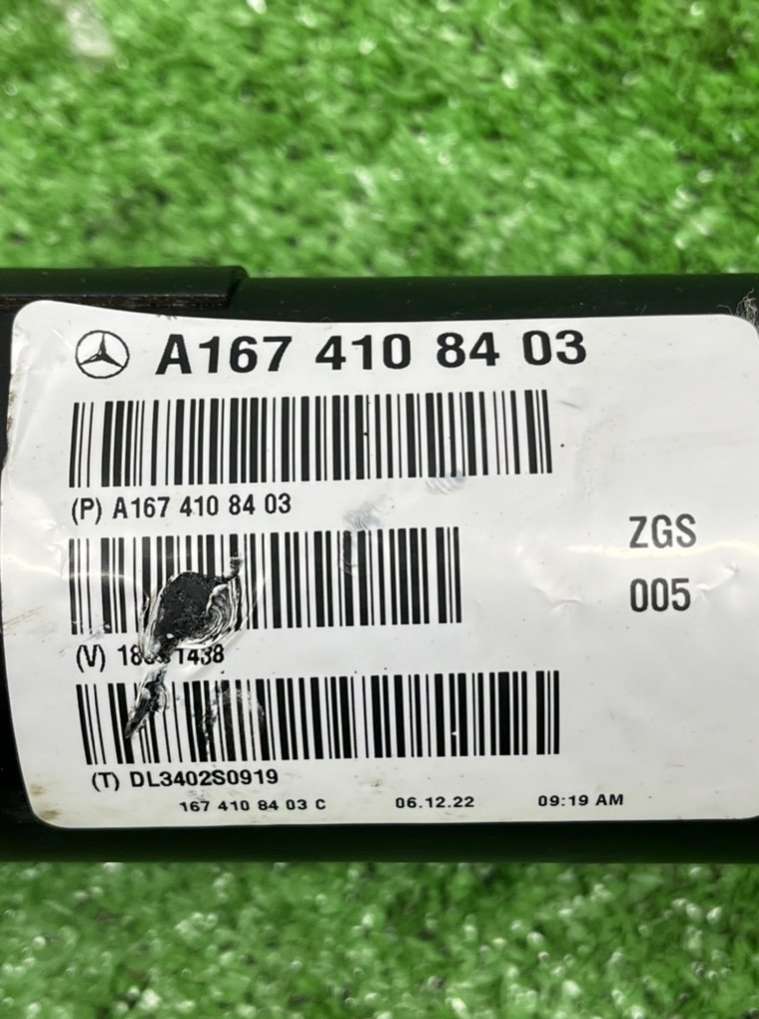 A167 410 84 03
(P) A167 410 84 03
ZGS
005
(V)
(T) DL3402S0919
167 410 84 03 C 06.12.22 09:19 AM